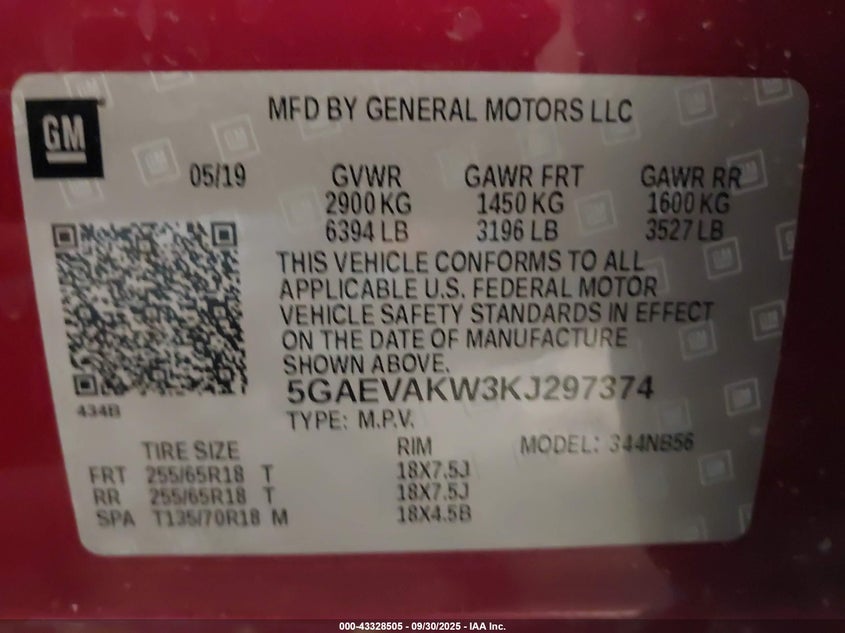 GM
MFD BY GENERAL MOTORS LLC
05/19 GVWR GAWR FRT GAWR RR
2900 KG 1450 KG 1600 KG
6394 LB 3196 LB 3527 LB
THIS VEHICLE CONFORMS TO ALL
APPLICABLE U.S. FEDERAL MOTOR
VEHICLE SAFETY STANDARDS IN EFFECT
ON THE DATE OF MANUFACTURE
SHOWN ABOVE.
5GAEVAKW3KJ297374
434B
TYPE: M.P.V.
TIRE SIZE RIM MODEL: 344NB56
FRT 255/65R18 T 18X7.5J
RR 255/65R18 T 18X7.5J
SPA T135/70R18 M 18X4.5B
000-43328505 - 09/30/2025 - IAA Inc.